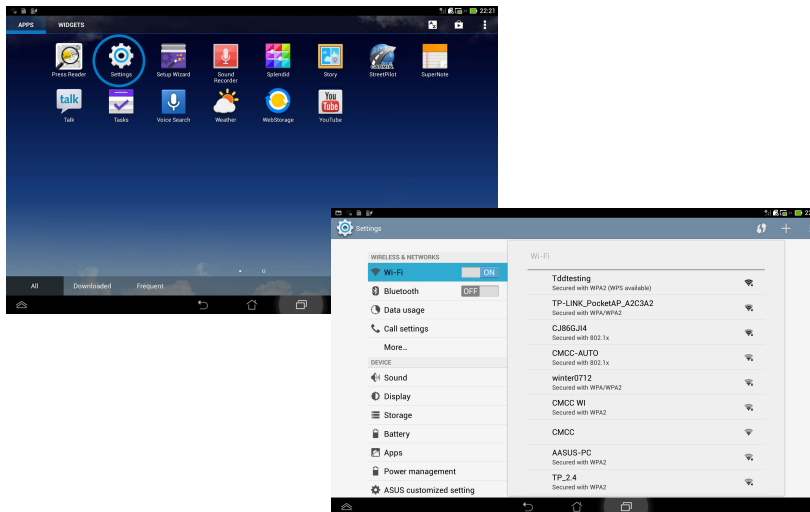 22:21
APPS WIDGETS
Press Reader Settings Setup Wizard Sound Recorder Splendid Story StreetPilot SuperNote
talk You Tube
Talk Tasks Voice Search Weather WebStorage YouTube
All Downloaded Frequent
Settings
WIRELESS & NETWORKS
Wi-Fi ON
Bluetooth OFF
Data usage
Call settings
More...
DEVICE
Sound
Display
Storage
Battery
Apps
Power management
ASUS customized setting
Wi-Fi
Tddtesting
Secured with WPA2 (WPS available)
TP-LINK_PocketAP_A2C3A2
Secured with WPA/WPA2
CJ86GJI4
Secured with 802.1x
CMCC-AUTO
Secured with 802.1x
winter0712
Secured with WPA/WPA2
CMCC WI
Secured with WPA2
CMCC
AASUS-PC
Secured with WPA2
TP_2.4
Secured with WPA2